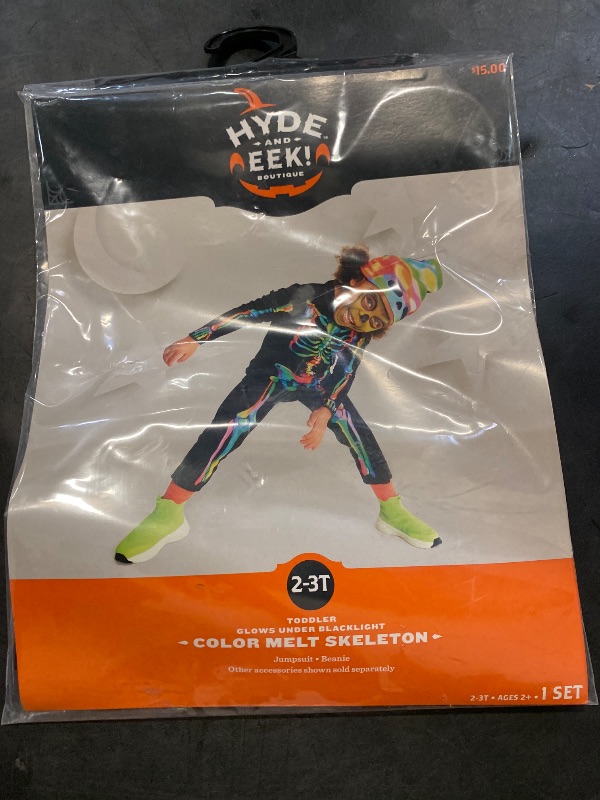 $15.00
HYDE
AND
EEK!
BOUTIQUE
2-3T
TODDLER
GLOWS UNDER BLACKLIGHT
COLOR MELT SKELETON
Jumpsuit • Beanie
Other accessories shown sold separately
2-3T • AGES 2+ • 1 SET